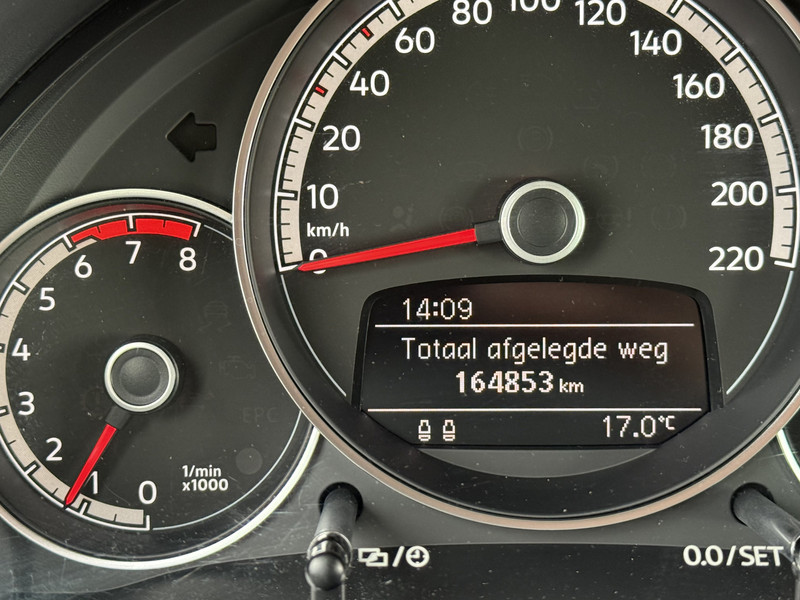 80 100 120
60 140
40 160
20 180
10 200
km/h
0 220
14:09
Totaal afgelegde weg
164853 km
17.0°C
8
7
6
5
4
3
2
1
0
1/min
x1000
EPC
0.0/SET